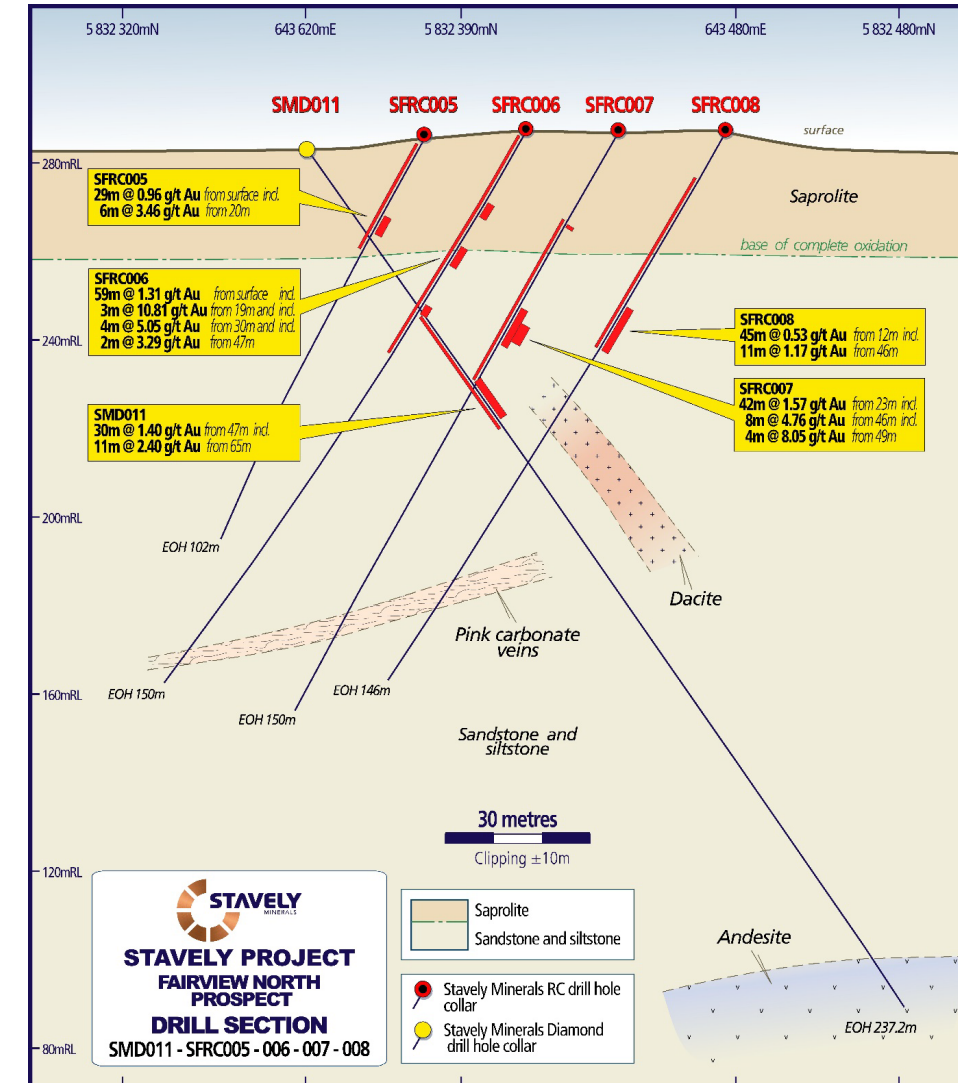 5 832 320mN 643 620mE 5 832 390mN 643 480mE 5 832 480mN
SMD011 SFRC005 SFRC006 SFRC007 SFRC008
surface
280mRL
SFRC005
29m @ 0.96 g/t Au from surface incl.
6m @ 3.46 g/t Au from 20m
Saprolite
base of complete oxidation
SFRC006
59m @ 1.31 g/t Au from surface incl.
3m @ 10.81 g/t Au from 19m and incl.
4m @ 5.05 g/t Au from 30m and incl.
2m @ 3.29 g/t Au from 47m
240mRL
SFRC008
45m @ 0.53 g/t Au from 12m incl.
11m @ 1.17 g/t Au from 46m
SFRC007
42m @ 1.57 g/t Au from 23m incl.
8m @ 4.76 g/t Au from 46m incl.
4m @ 8.05 g/t Au from 49m
SMD011
30m @ 1.40 g/t Au from 47m incl.
11m @ 2.40 g/t Au from 65m
200mRL
EOH 102m
Dacite
Pink carbonate
veins
160mRL
EOH 150m
EOH 150m
EOH 146m
Sandstone and
siltstone
30 metres
Clipping ±10m
120mRL
STAVELY
MINERALS
STAVELY PROJECT
FAIRVIEW NORTH
PROSPECT
DRILL SECTION
SMD011 - SFRC005 - 006 - 007 - 008
Saprolite
Sandstone and siltstone
Stavely Minerals RC drill hole
collar
Stavely Minerals Diamond
drill hole collar
Andesite
EOH 237.2m
80mRL